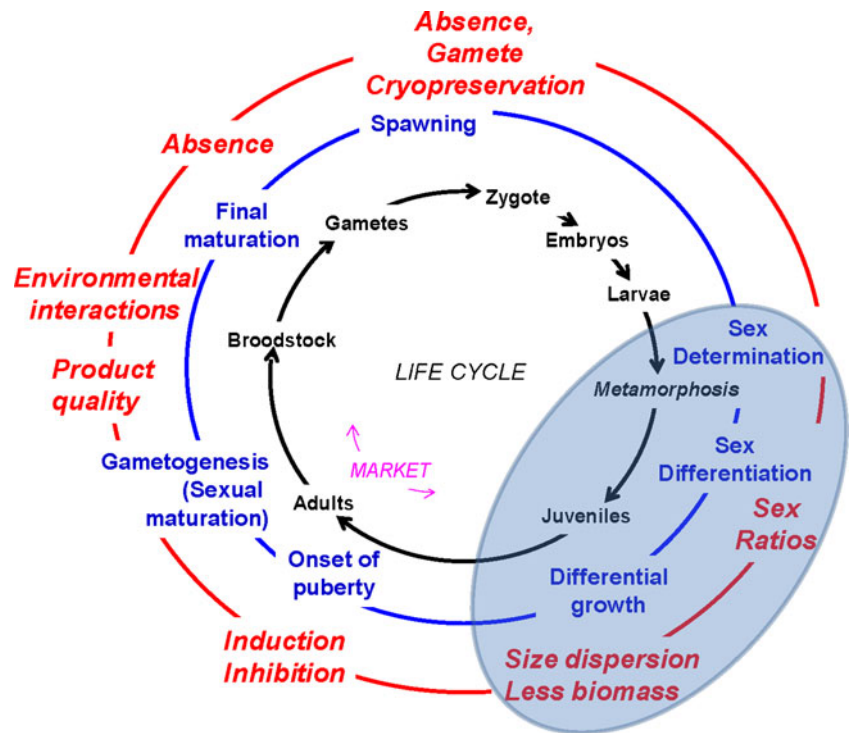 Absence,
Gamete
Cryopreservation
Absence
Spawning
Final
maturation
Gametes
Zygote
Embryos
Larvae
Environmental
interactions
Broodstock
LIFE CYCLE
Sex
Determination
Metamorphosis
Product
quality
Gametogenesis
(Sexual
maturation)
MARKET
Sex
Differentiation
Adults
Juveniles
Sex
Ratios
Onset of
puberty
Differential
growth
Induction
Inhibition
Size dispersion
Less biomass